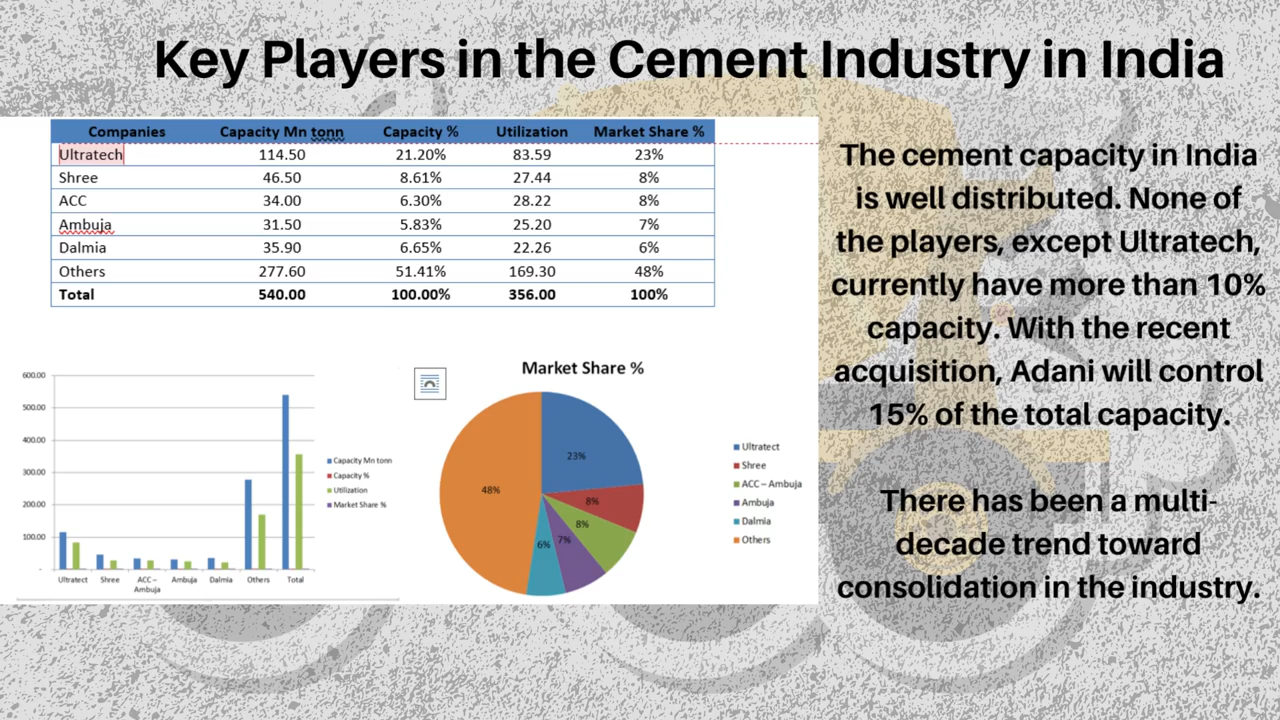 Key Players in the Cement Industry in India
Companies Capacity Mn tonn Capacity % Utilization Market Share %
Ultratech 114.50 21.20% 83.59 23%
Shree 46.50 8.61% 27.44 8%
ACC 34.00 6.30% 28.22 8%
Ambuja 31.50 5.83% 25.20 7%
Dalmia 35.90 6.65% 22.26 6%
Others 277.60 51.41% 169.30 48%
Total 540.00 100.00% 356.00 100%
The cement capacity in India
is well distributed. None of
the players, except Ultratech,
currently have more than 10%
capacity. With the recent
acquisition, Adani will control
15% of the total capacity.
There has been a multi-
decade trend toward
consolidation in the industry.
600.00
500.00
400.00
300.00
200.00
100.00
-
Ultratect Shree ACC – Ambuja Dalmia Others Total
Ambuja
Capacity Mn tonn
Capacity %
Utilization
Market Share %
Market Share %
23%
8%
8%
7%
6%
48%
Ultratect
Shree
ACC – Ambuja
Ambuja
Dalmia
Others